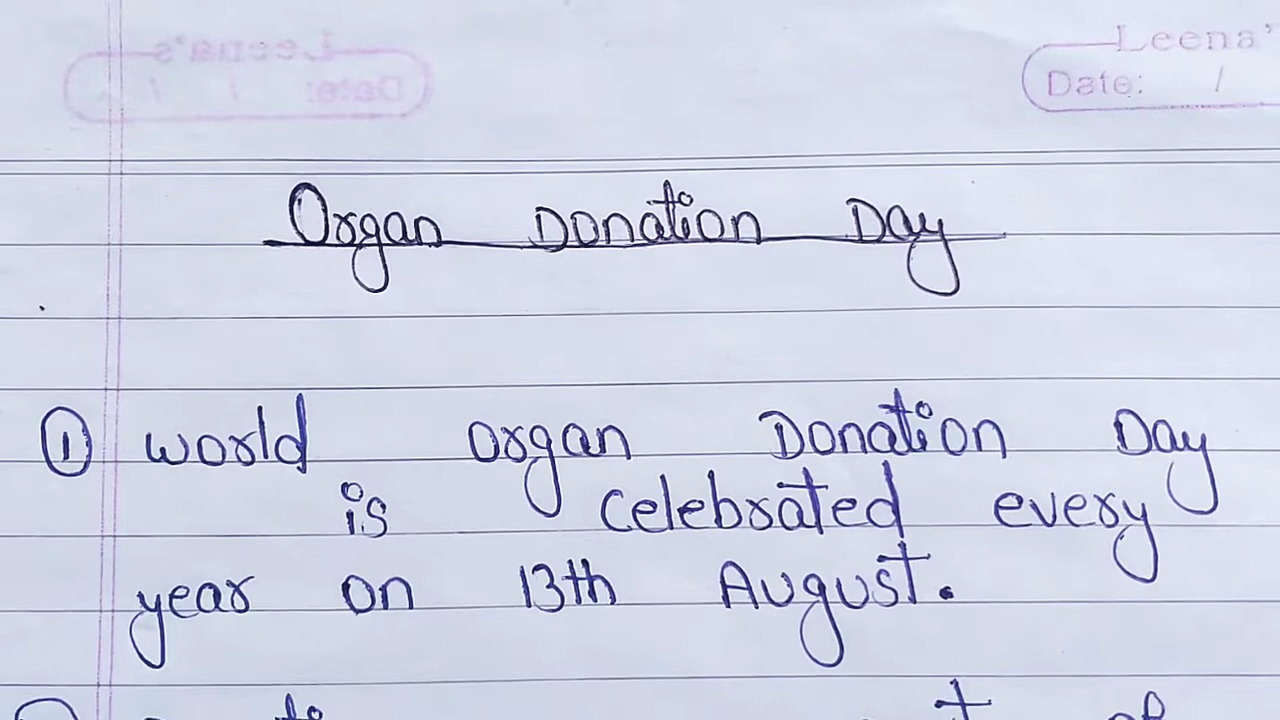 Leena'
Date: /
Organ Donation Day
① world organ Donation Day
is celebrated every
year on 13th August.